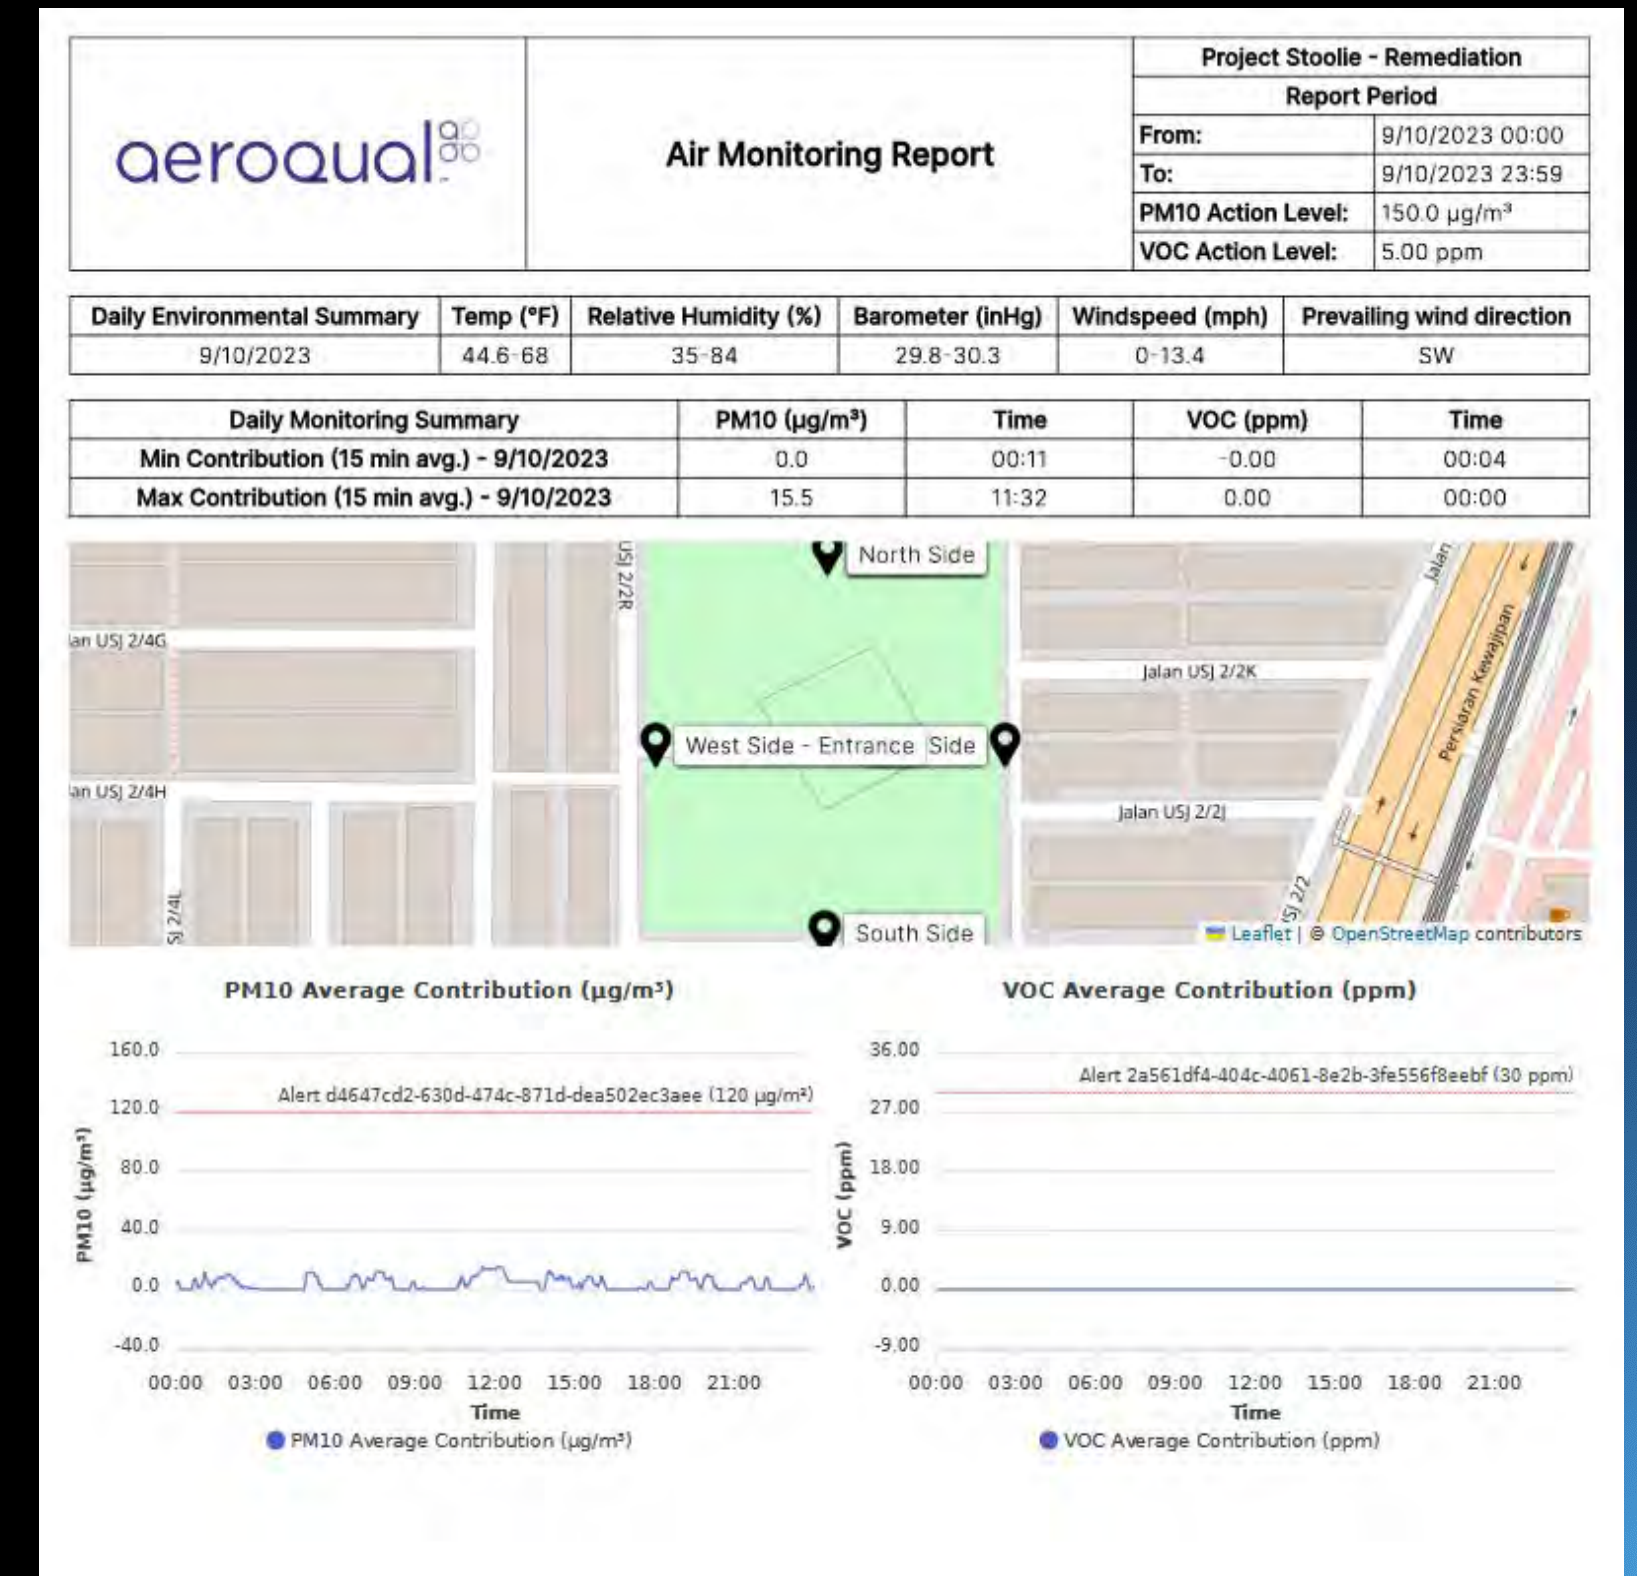 aeroqual
Air Monitoring Report
Project Stoolie - Remediation
Report Period
From: 9/10/2023 00:00
To: 9/10/2023 23:59
PM10 Action Level: 150.0 µg/m³
VOC Action Level: 5.00 ppm
Daily Environmental Summary Temp (°F) Relative Humidity (%) Barometer (inHg) Windspeed (mph) Prevailing wind direction
9/10/2023 44.6-68 35-84 29.8-30.3 0-13.4 SW
Daily Monitoring Summary PM10 (µg/m³) Time VOC (ppm) Time
Min Contribution (15 min avg.) - 9/10/2023 0.0 00:11 -0.00 00:04
Max Contribution (15 min avg.) - 9/10/2023 15.5 11:32 0.00 00:00
USJ 2/2R
North Side
Jalan
lan USJ 2/4G
Jalan USJ 2/2K
Persiaran Kewajipan
West Side - Entrance Side
lan USJ 2/4H
Jalan USJ 2/2J
SJ 2/4L
USJ 2/2
South Side
Leaflet | © OpenStreetMap contributors
PM10 Average Contribution (µg/m³)
160.0
Alert d4647cd2-630d-474c-871d-dea502ec3aee (120 µg/m³)
120.0
80.0
40.0
0.0
-40.0
PM10 (µg/m³)
00:00 03:00 06:00 09:00 12:00 15:00 18:00 21:00
Time
PM10 Average Contribution (µg/m³)
VOC Average Contribution (ppm)
36.00
Alert 2a561df4-404c-4061-8e2b-3fe556f8eebf (30 ppm)
27.00
18.00
9.00
0.00
-9.00
VOC (ppm)
00:00 03:00 06:00 09:00 12:00 15:00 18:00 21:00
Time
VOC Average Contribution (ppm)